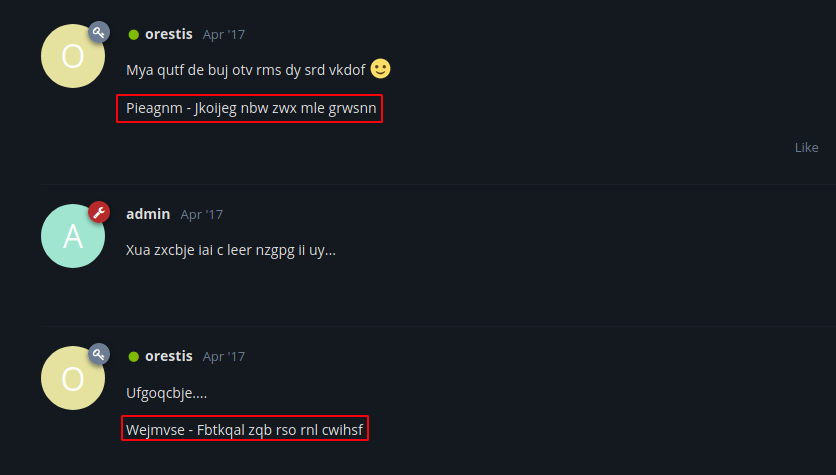 O
orestis Apr '17
Mya qutf de buj otv rms dy srd vkdof 🙂
Pieagnm - Jkoijeg nbw zwx mle grwsnn
Like
A
admin Apr '17
Xua zxcbje iai c leer nzgpg ii uy...
O
orestis Apr '17
Ufgoqcbje....
Wejmvse - Fbtkqal zqb rso rnl cwihsf